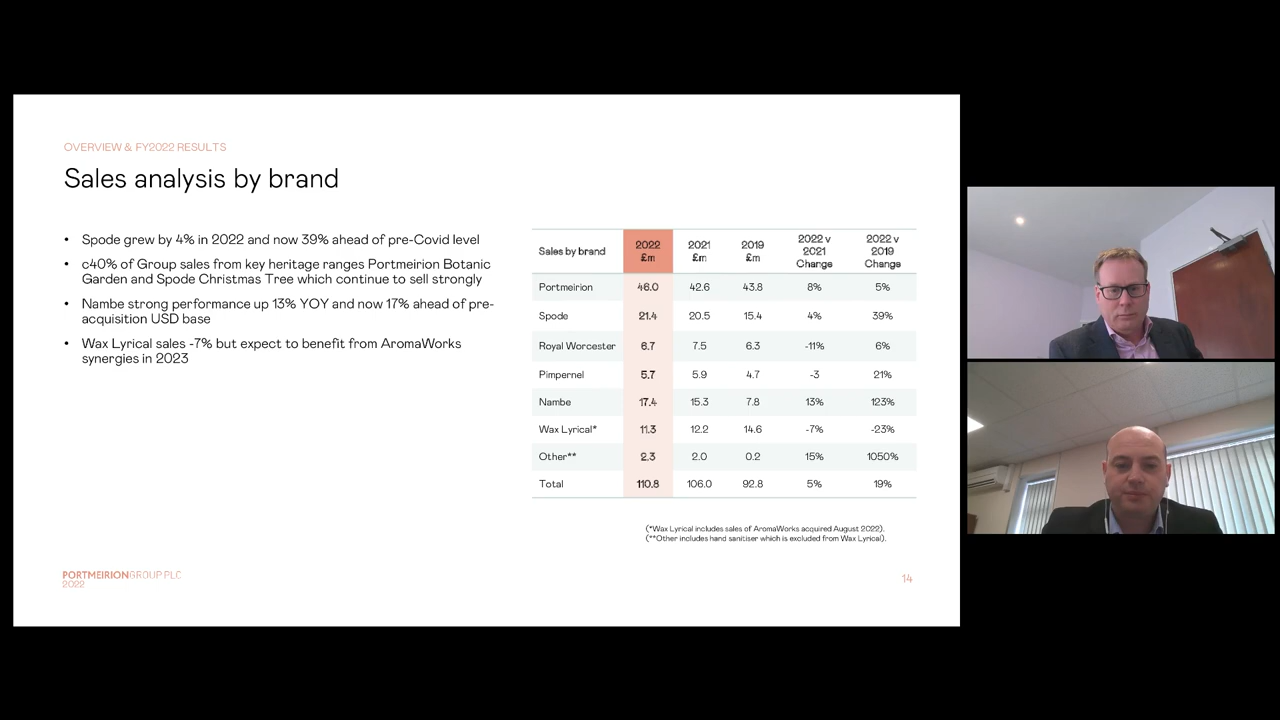 OVERVIEW & FY2022 RESULTS
Sales analysis by brand
• Spode grew by 4% in 2022 and now 39% ahead of pre-Covid level
• c40% of Group sales from key heritage ranges Portmeirion Botanic
Garden and Spode Christmas Tree which continue to sell strongly
• Nambe strong performance up 13% YOY and now 17% ahead of pre-
acquisition USD base
• Wax Lyrical sales -7% but expect to benefit from AromaWorks
synergies in 2023
Sales by brand 2022 £m 2021 £m 2019 £m 2022 v 2021 Change 2022 v 2019 Change
Portmeirion 46.0 42.6 43.8 8% 5%
Spode 21.4 20.5 15.4 4% 39%
Royal Worcester 6.7 7.5 6.3 -11% 6%
Pimpernel 5.7 5.9 4.7 -3 21%
Nambe 17.4 15.3 7.8 13% 123%
Wax Lyrical* 11.3 12.2 14.6 -7% -23%
Other** 2.3 2.0 0.2 15% 1050%
Total 110.8 106.0 92.8 5% 19%
(*Wax Lyrical includes sales of AromaWorks acquired August 2022).
(**Other includes hand sanitiser which is excluded from Wax Lyrical).
PORTMEIRION GROUP PLC
2022
14